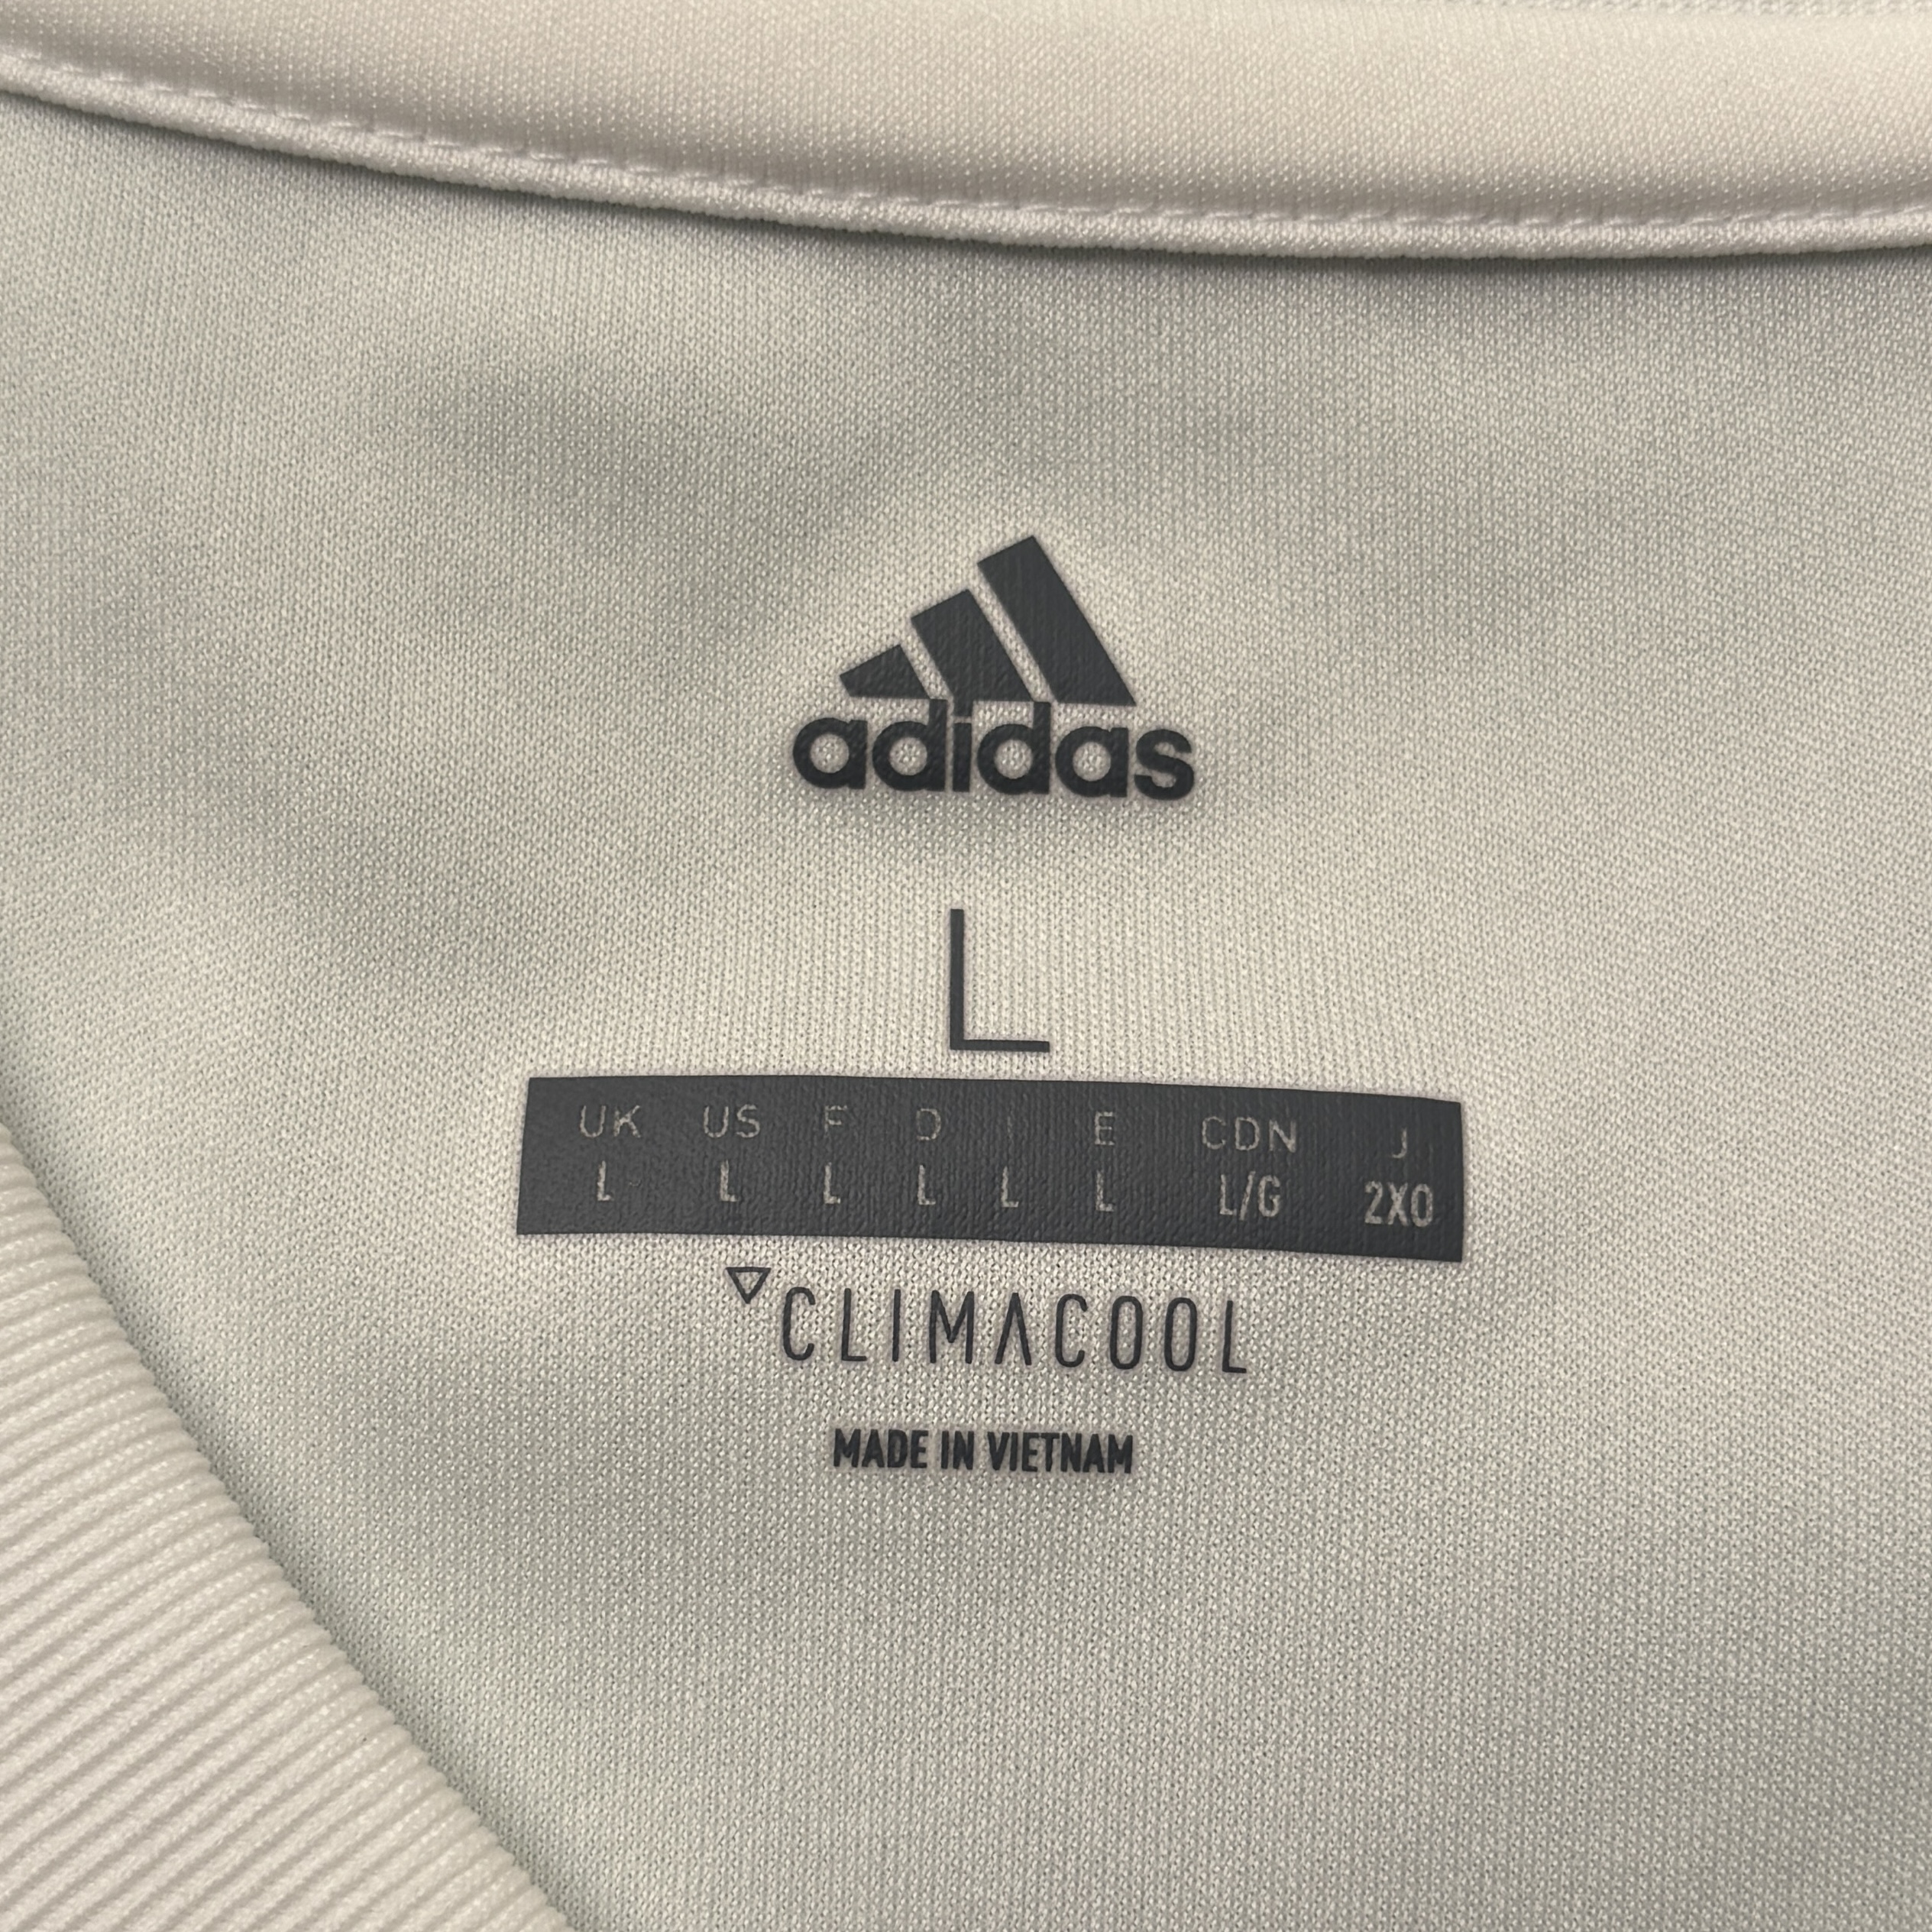 adidas
L
UK US F D I E CDN J
L L L L L L L/G 2XO
CLIMACOOL
MADE IN VIETNAM